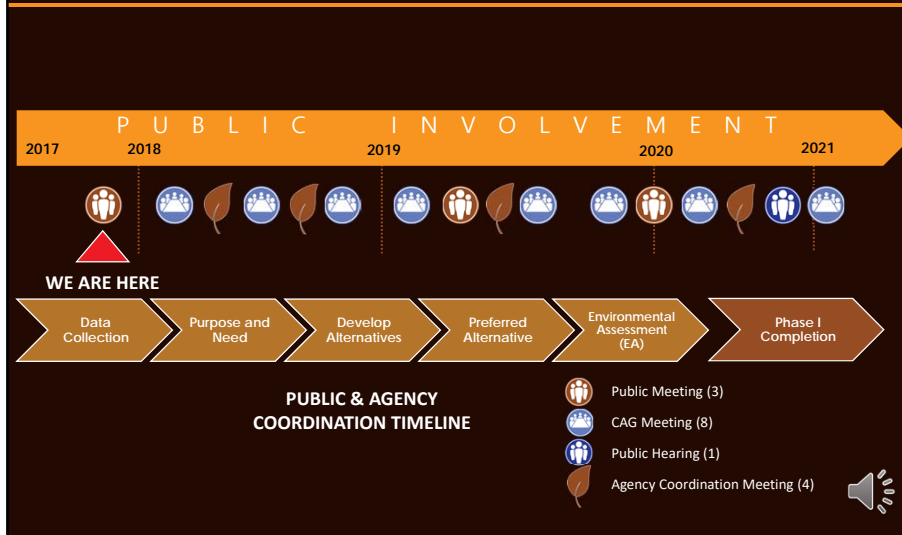 PUBLIC INVOLVEMENT
2017 2018 2019 2020 2021
WE ARE HERE
Data
Collection
Purpose and
Need
Develop
Alternatives
Preferred
Alternative
Environmental
Assessment
(EA)
Phase I
Completion
PUBLIC & AGENCY
COORDINATION TIMELINE
Public Meeting (3)
CAG Meeting (8)
Public Hearing (1)
Agency Coordination Meeting (4)